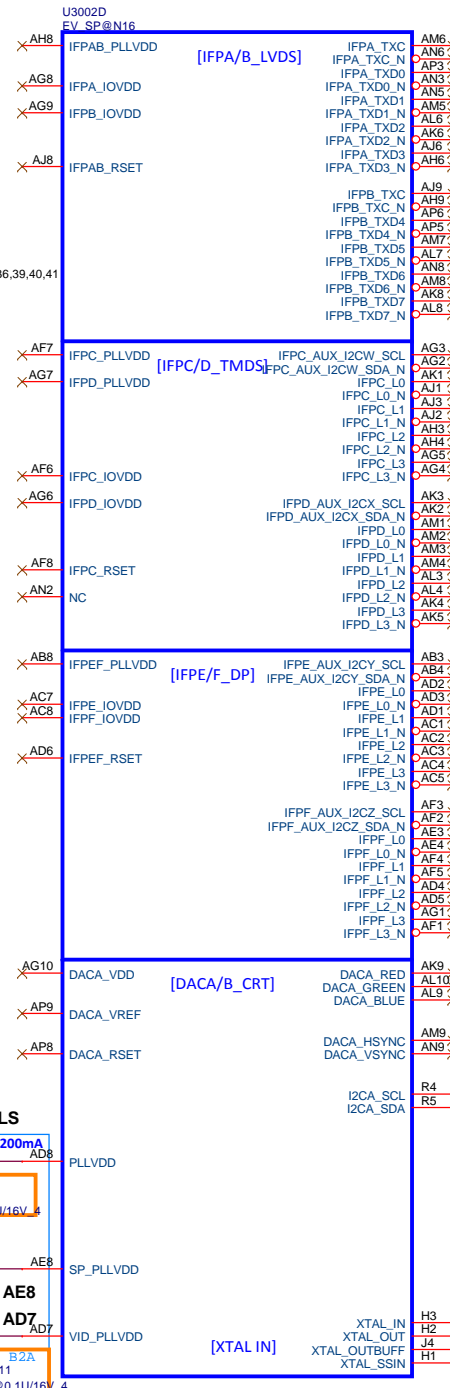 U3002D
EV_SP@N16
[IFPA/B_LVDS]
AH8 IFPAB_PLLVDD
AG8 IFPA_IOVDD
AG9 IFPB_IOVDD
AJ8 IFPAB_RSET
IFPA_TXC AM6
IFPA_TXC_N AN6
IFPA_TXD0 AP3
IFPA_TXD0_N AN3
IFPA_TXD1 AN5
IFPA_TXD1_N AM5
IFPA_TXD2 AL6
IFPA_TXD2_N AK6
IFPA_TXD3 AJ6
IFPA_TXD3_N AH6
IFPB_TXC AJ9
IFPB_TXC_N AH9
IFPB_TXD4 AP6
IFPB_TXD4_N AP5
IFPB_TXD5 AM7
IFPB_TXD5_N AL7
IFPB_TXD6 AN8
IFPB_TXD6_N AM8
IFPB_TXD7 AK8
IFPB_TXD7_N AL8
36,39,40,41
[IFPC/D_TMDS]
AF7 IFPC_PLLVDD
AG7 IFPD_PLLVDD
AF6 IFPC_IOVDD
AG6 IFPD_IOVDD
AF8 IFPC_RSET
AN2 NC
IFPC_AUX_I2CW_SCL AG3
IFPC_AUX_I2CW_SDA_N AG2
IFPC_L0 AK1
IFPC_L0_N AJ1
IFPC_L1 AJ3
IFPC_L1_N AJ2
IFPC_L2 AH3
IFPC_L2_N AH4
IFPC_L3 AG5
IFPC_L3_N AG4
IFPD_AUX_I2CX_SCL AK3
IFPD_AUX_I2CX_SDA_N AK2
IFPD_L0 AM1
IFPD_L0_N AM2
IFPD_L1 AM3
IFPD_L1_N AM4
IFPD_L2 AL3
IFPD_L2_N AL4
IFPD_L3 AK4
IFPD_L3_N AK5
[IFPE/F_DP]
AB8 IFPEF_PLLVDD
AC7 IFPE_IOVDD
AC8 IFPF_IOVDD
AD6 IFPEF_RSET
IFPE_AUX_I2CY_SCL AB3
IFPE_AUX_I2CY_SDA_N AB4
IFPE_L0 AD2
IFPE_L0_N AD3
IFPE_L1 AD1
IFPE_L1_N AC1
IFPE_L2 AC2
IFPE_L2_N AC3
IFPE_L3 AC4
IFPE_L3_N AC5
IFPF_AUX_I2CZ_SCL AF3
IFPF_AUX_I2CZ_SDA_N AF2
IFPF_L0 AE3
IFPF_L0_N AE4
IFPF_L1 AF4
IFPF_L1_N AF5
IFPF_L2 AD4
IFPF_L2_N AD5
IFPF_L3 AG1
IFPF_L3_N AF1
[DACA/B_CRT]
AG10 DACA_VDD
AP9 DACA_VREF
AP8 DACA_RSET
DACA_RED AK9
DACA_GREEN AL10
DACA_BLUE AL9
DACA_HSYNC AM9
DACA_VSYNC AN9
I2CA_SCL R4
I2CA_SDA R5
LS
200mA
AD8 PLLVDD
U/16V_4
AE8 SP_PLLVDD
AE8
AD7
AD7 VID_PLLVDD
B2A
11
@0.1U/16V_4
[XTAL IN]
XTAL_IN H3
XTAL_OUT H2
XTAL_OUTBUFF J4
XTAL_SSIN H1